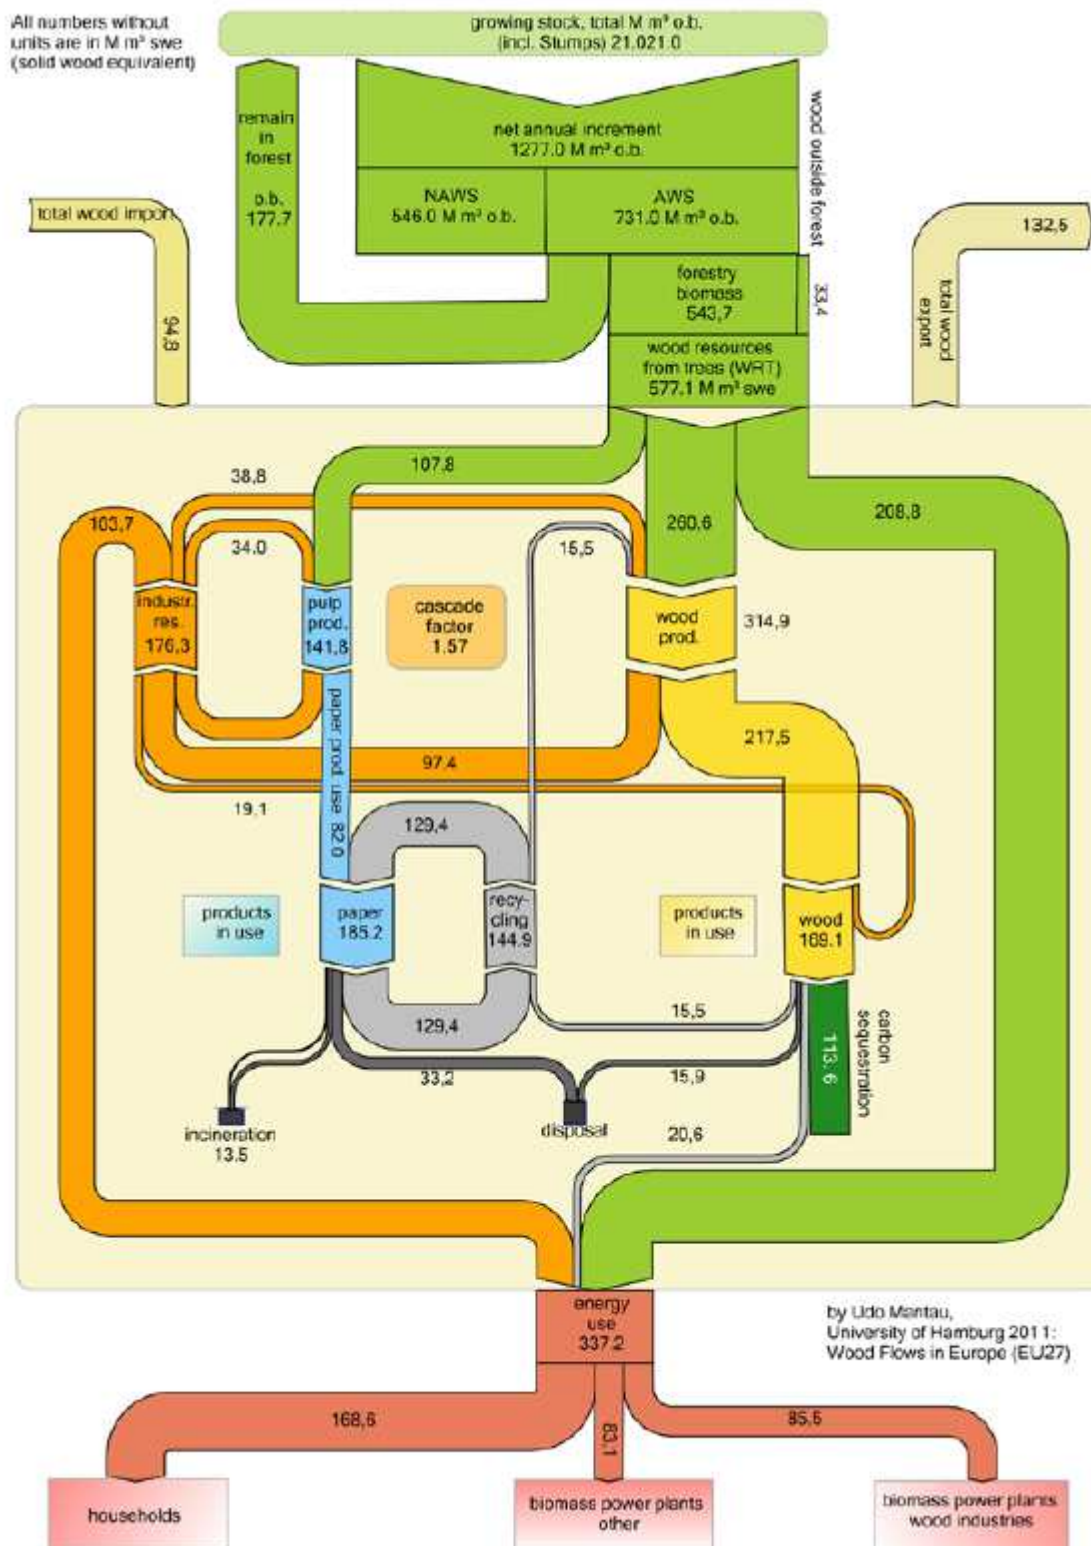 All numbers without
units are in M m³ swe
(solid wood equivalent)
growing stock, total M m³ o.b.
(incl. Stumps) 21,021.0
remain
in
forest
o.b.
177.7
net annual increment
1277.0 M m³ o.b.
NAWS
546.0 M m³ o.b.
AWS
731.0 M m³ o.b.
wood outside forest
33,4
total wood import
94,8
132,5
total wood
export
forestry
biomass
543,7
wood resources
from trees (WRT)
577.1 M m³ swe
107,8
38,8
103,7
34.0
260,6
208,8
15,5
industr.
res.
176,3
pulp
prod.
141,8
cascade
factor
1.57
wood
prod.
314,9
paper prod. use 82.0
97.4
217,5
19,1
129,4
products
in use
paper
185.2
recy-
cling
144.9
products
in use
wood
169.1
129,4
15,5
carbon
sequestration
113.6
33,2
15,9
incineration
13.5
disposal
20,6
energy
use
337.2
by Udo Mantau,
University of Hamburg 2011:
Wood Flows in Europe (EU27)
168,6
83,1
85,5
households
biomass power plants
other
biomass power plants
wood industries